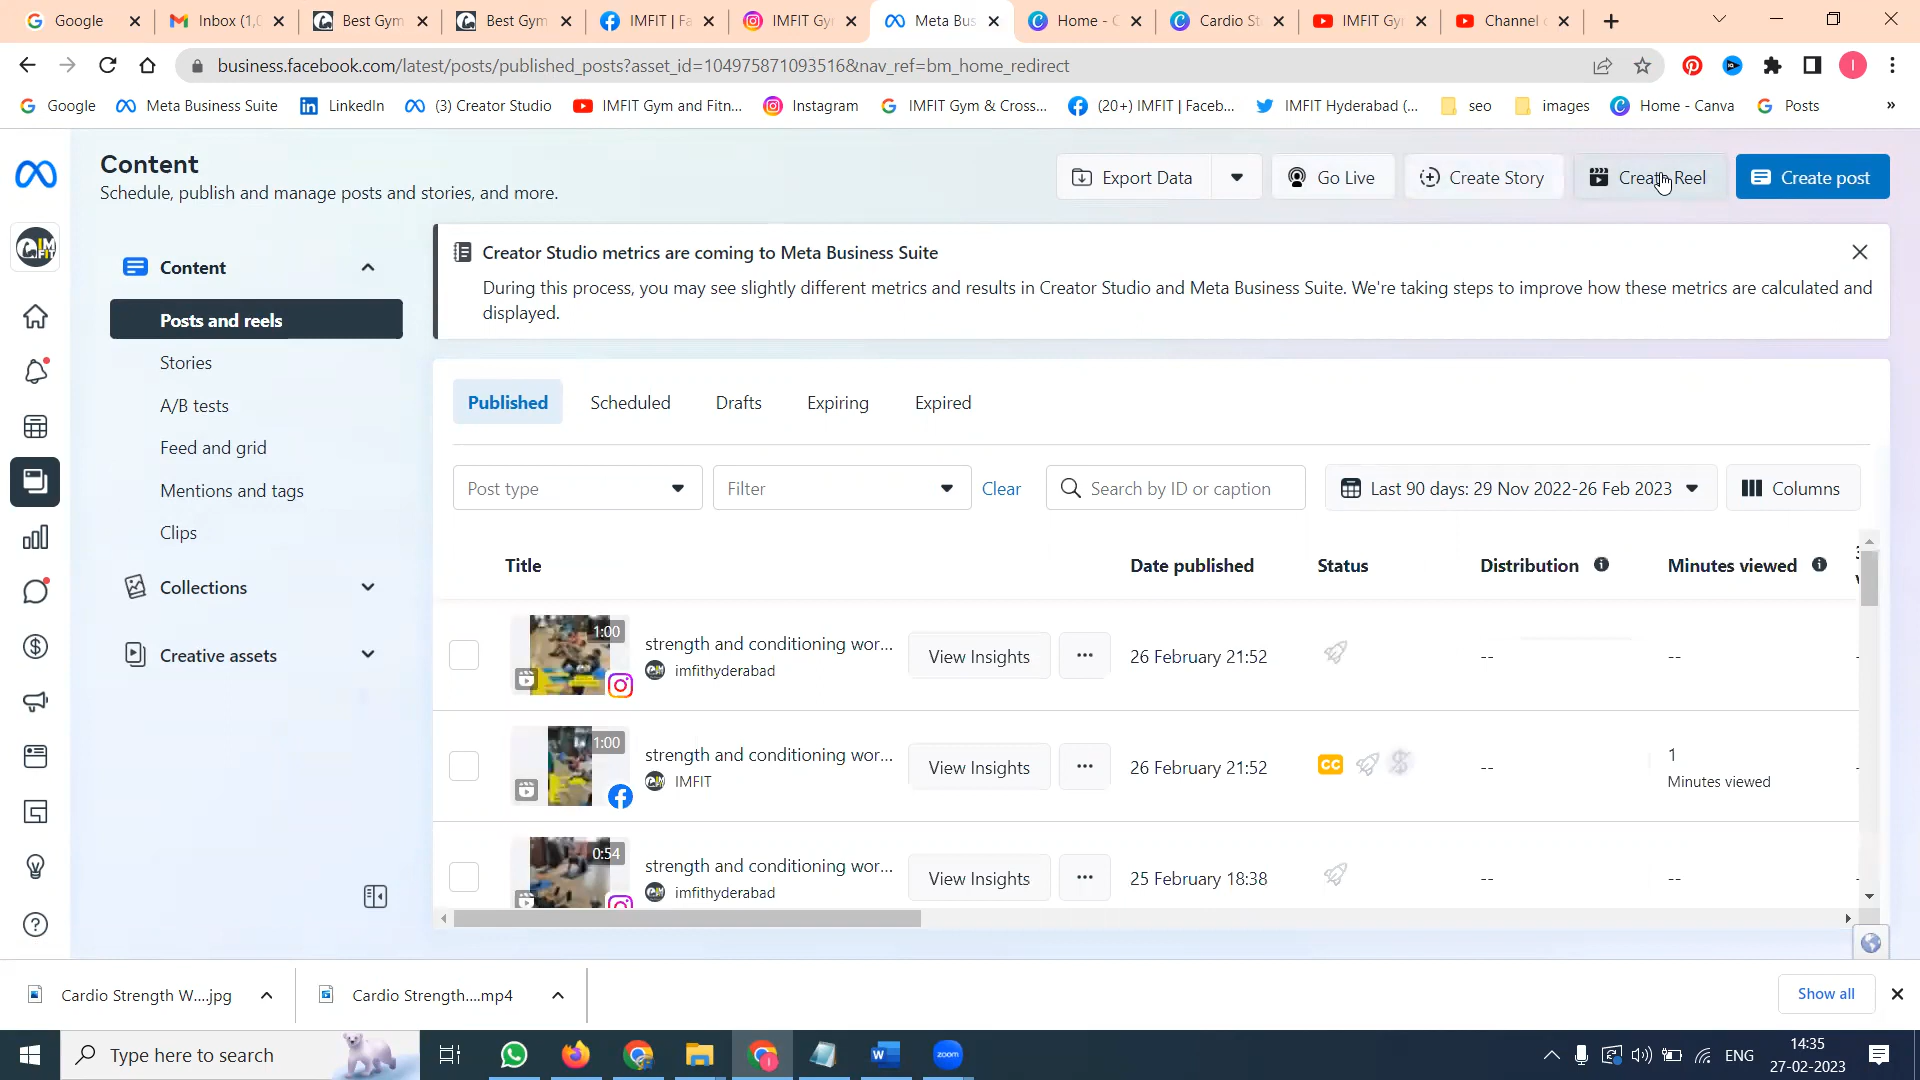 Google
Inbox (1,0
Best Gym
Best Gym
IMFIT | Fa
IMFIT Gy
Meta Bus
Home - C
Cardio St
IMFIT Gy
Channel
business.facebook.com/latest/posts/published_posts?asset_id=104975871093516&nav_ref=bm_home_redirect
I
Google
Meta Business Suite
LinkedIn
(3) Creator Studio
IMFIT Gym and Fitn...
Instagram
IMFIT Gym & Cross...
(20+) IMFIT | Faceb...
IMFIT Hyderabad (...
seo
images
Home - Canva
Posts
»
Content
Schedule, publish and manage posts and stories, and more.
Export Data
Go Live
Create Story
Create Reel
Create post
Content
Posts and reels
Stories
A/B tests
Feed and grid
Mentions and tags
Clips
Collections
Creative assets
Creator Studio metrics are coming to Meta Business Suite
During this process, you may see slightly different metrics and results in Creator Studio and Meta Business Suite. We're taking steps to improve how these metrics are calculated and
displayed.
Published
Scheduled
Drafts
Expiring
Expired
Post type
Filter
Clear
Search by ID or caption
Last 90 days: 29 Nov 2022-26 Feb 2023
Columns
Title
Date published
Status
Distribution
Minutes viewed
1:00
strength and conditioning wor...
imfithyderabad
View Insights
...
26 February 21:52
--
--
1:00
strength and conditioning wor...
IMFIT
View Insights
...
26 February 21:52
CC
--
1
Minutes viewed
0:54
strength and conditioning wor...
imfithyderabad
View Insights
...
25 February 18:38
--
--
Cardio Strength W....jpg
Cardio Strength....mp4
Show all
Type here to search
zoom
ENG
14:35
27-02-2023